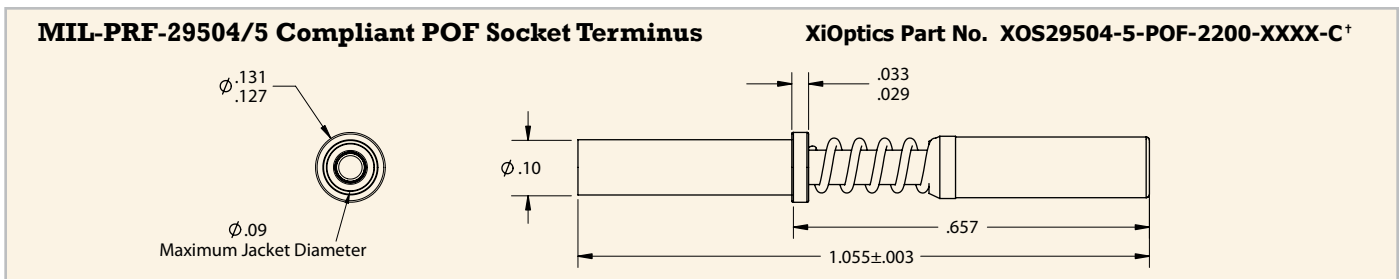 MIL-PRF-29504/5 Compliant POF Socket Terminus
XiOptics Part No. XOS29504-5-POF-2200-XXXX-C†
⌀.131
.127
.033
.029
⌀.10
⌀.09
Maximum Jacket Diameter
.657
1.055±.003